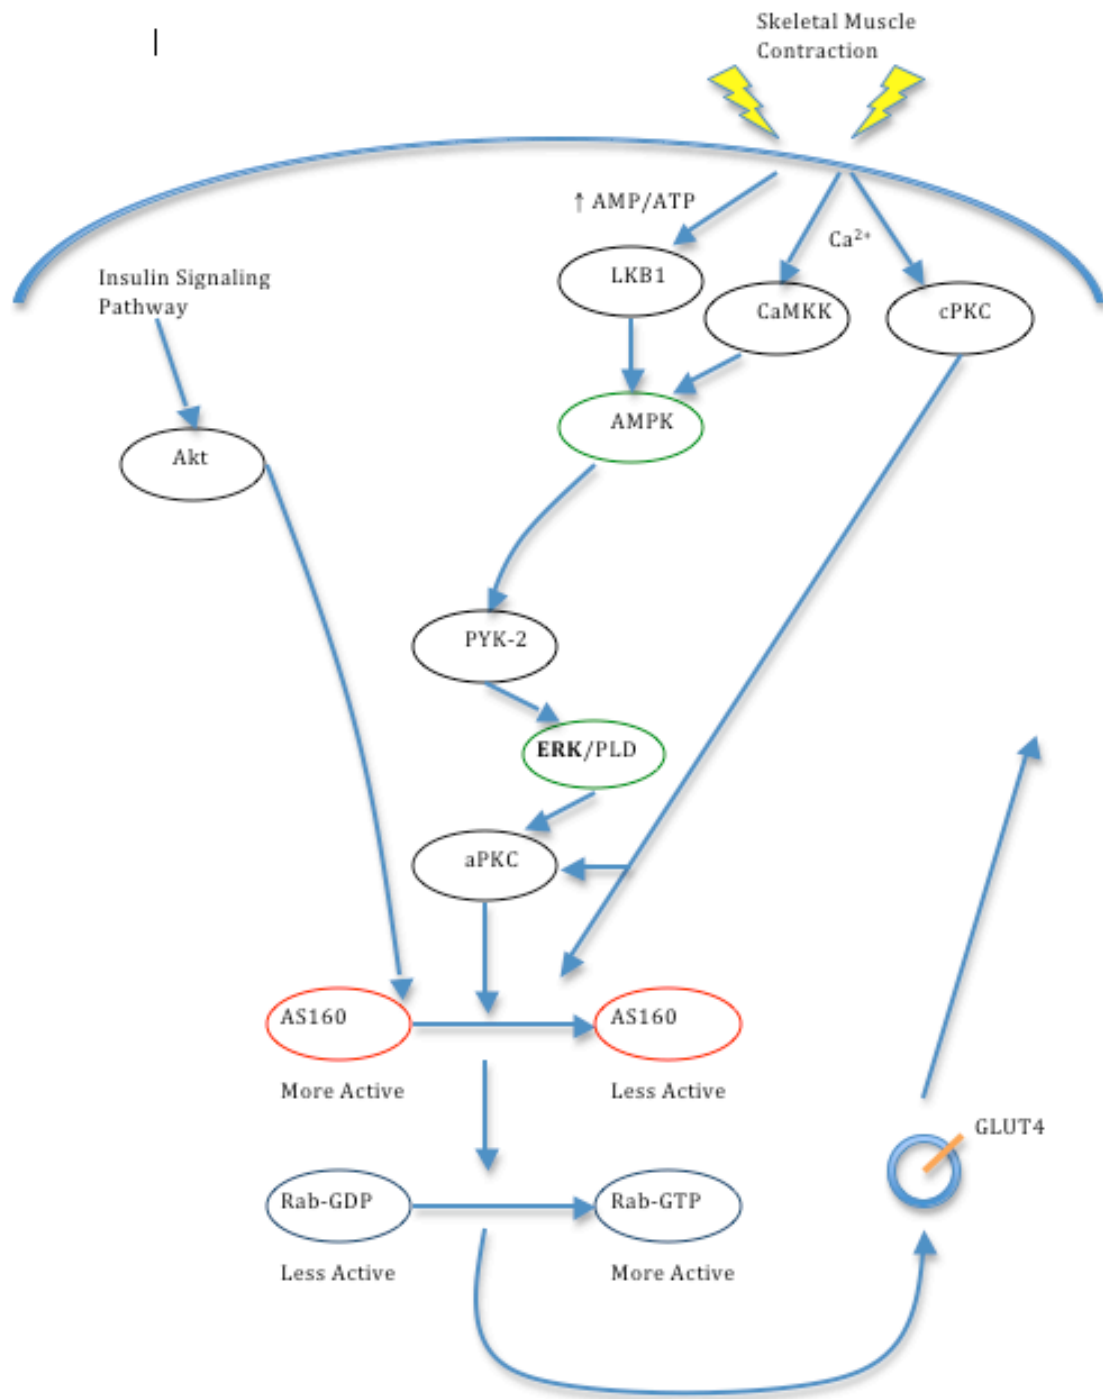 Skeletal Muscle
Contraction
↑ AMP/ATP
Ca²⁺
Insulin Signaling
Pathway
LKB1
CaMKK
cPKC
AMPK
Akt
PYK-2
ERK/PLD
aPKC
AS160
AS160
More Active
Less Active
GLUT4
Rab-GDP
Rab-GTP
Less Active
More Active